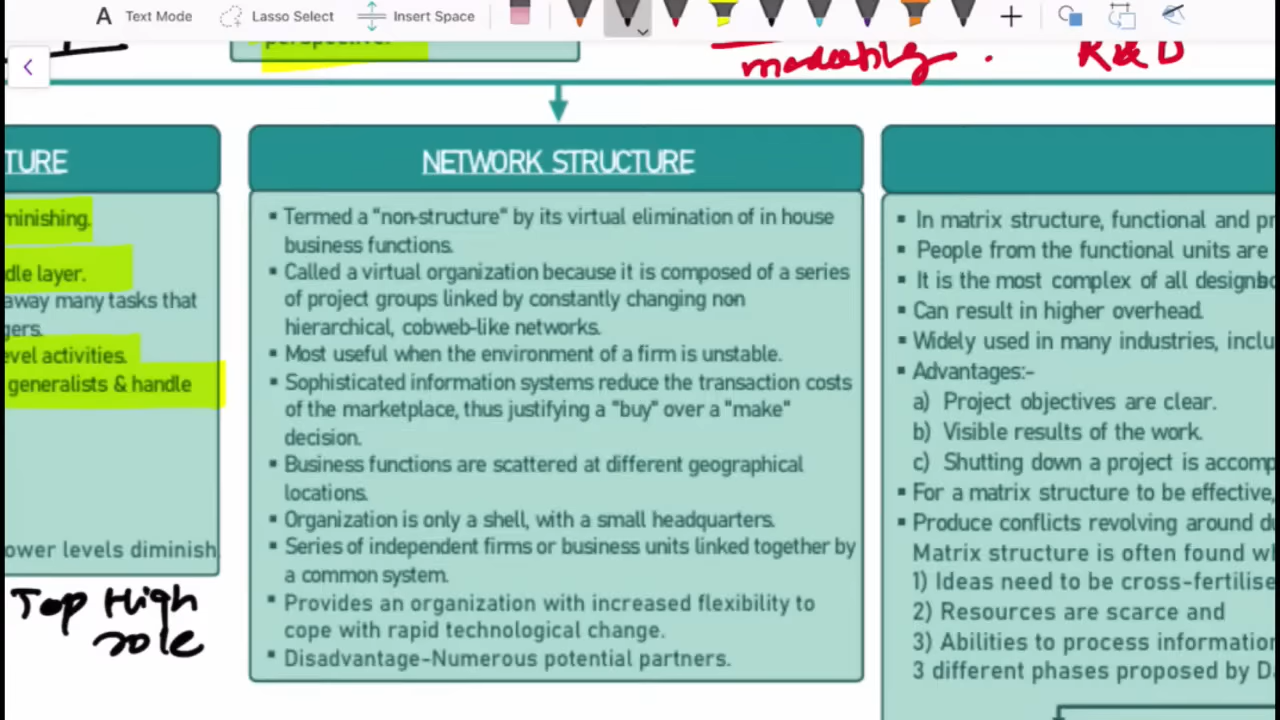 Text Mode
Lasso Select
Insert Space
perspective.
marketing.
R & D
TURE
minishing.
dle layer.
away many tasks that
gers.
evel activities.
generalists & handle
ower levels diminish
Top High
role
NETWORK STRUCTURE
▪ Termed a "non-structure" by its virtual elimination of in house
business functions.
▪ Called a virtual organization because it is composed of a series
of project groups linked by constantly changing non
hierarchical, cobweb-like networks.
▪ Most useful when the environment of a firm is unstable.
▪ Sophisticated information systems reduce the transaction costs
of the marketplace, thus justifying a "buy" over a "make"
decision.
▪ Business functions are scattered at different geographical
locations.
▪ Organization is only a shell, with a small headquarters.
▪ Series of independent firms or business units linked together by
a common system.
▪ Provides an organization with increased flexibility to
cope with rapid technological change.
▪ Disadvantage-Numerous potential partners.
▪ In matrix structure, functional and pr
▪ People from the functional units are
▪ It is the most complex of all designs
▪ Can result in higher overhead.
▪ Widely used in many industries, inclu
▪ Advantages:-
a) Project objectives are clear.
b) Visible results of the work.
c) Shutting down a project is accomp
▪ For a matrix structure to be effective,
▪ Produce conflicts revolving around du
Matrix structure is often found wh
1) Ideas need to be cross-fertilise
2) Resources are scarce and
3) Abilities to process information
3 different phases proposed by Da